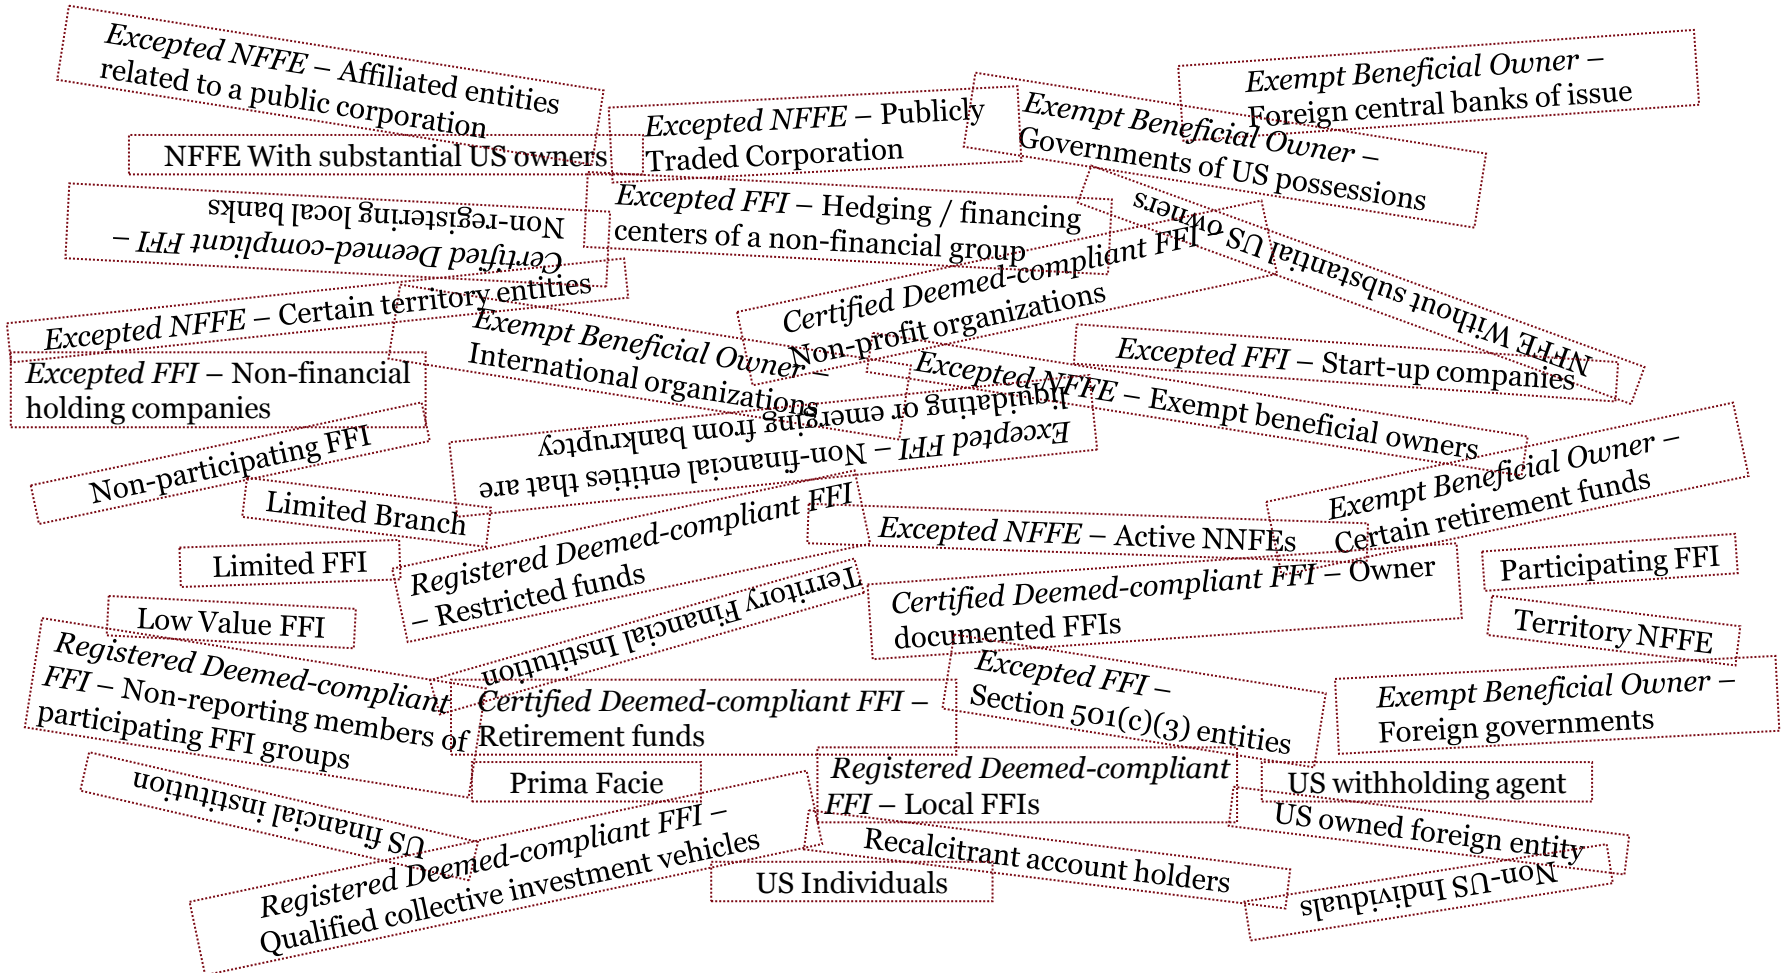 Excepted NFFE – Affiliated entities
related to a public corporation
Exempt Beneficial Owner –
Foreign central banks of issue
Excepted NFFE – Publicly
Traded Corporation
Exempt Beneficial Owner –
Governments of US possessions
NFFE With substantial US owners
Certified Deemed-compliant FFI –
Non-registering local banks
Excepted FFI – Hedging / financing
centers of a non-financial group
NFFE Without substantial US owners
Certified Deemed-compliant FFI –
Non-profit organizations
Excepted NFFE – Certain territory entities
Exempt Beneficial Owner –
International organizations
Excepted FFI – Start-up companies
Excepted FFI – Non-financial
holding companies
Excepted NFFE – Exempt beneficial owners
Excepted FFI – Non-financial entities that are
liquidating or emerging from bankruptcy
Non-participating FFI
Exempt Beneficial Owner –
Certain retirement funds
Limited Branch
Registered Deemed-compliant FFI
– Restricted funds
Excepted NFFE – Active NNFEs
Limited FFI
Participating FFI
Territory Financial Institution
Certified Deemed-compliant FFI – Owner
documented FFIs
Low Value FFI
Territory NFFE
Registered Deemed-compliant
FFI – Non-reporting members of
participating FFI groups
Certified Deemed-compliant FFI –
Retirement funds
Excepted FFI –
Section 501(c)(3) entities
Exempt Beneficial Owner –
Foreign governments
US financial institution
Prima Facie
Registered Deemed-compliant
FFI – Local FFIs
US withholding agent
Registered Deemed-compliant FFI –
Qualified collective investment vehicles
Recalcitrant account holders
US owned foreign entity
US Individuals
Non-US Individuals